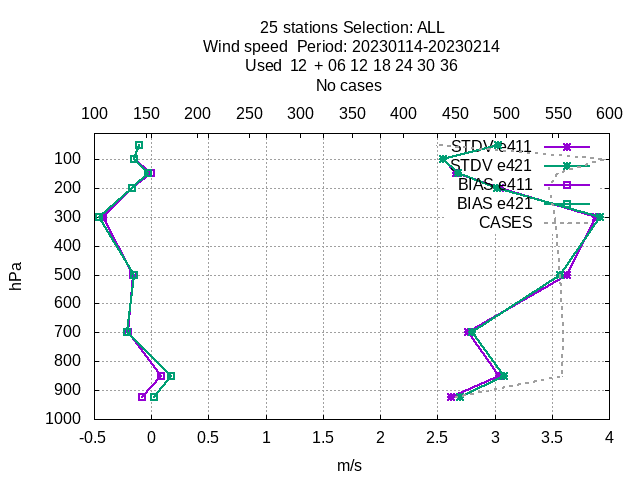 25 stations Selection: ALL
Wind speed  Period: 20230114-20230214
Used  12  + 06 12 18 24 30 36
No cases
100 150 200 250 300 350 400 450 500 550 600
STDV e411
STDV e421
BIAS e411
BIAS e421
CASES
hPa
100
200
300
400
500
600
700
800
900
1000
-0.5 0 0.5 1 1.5 2 2.5 3 3.5 4
m/s